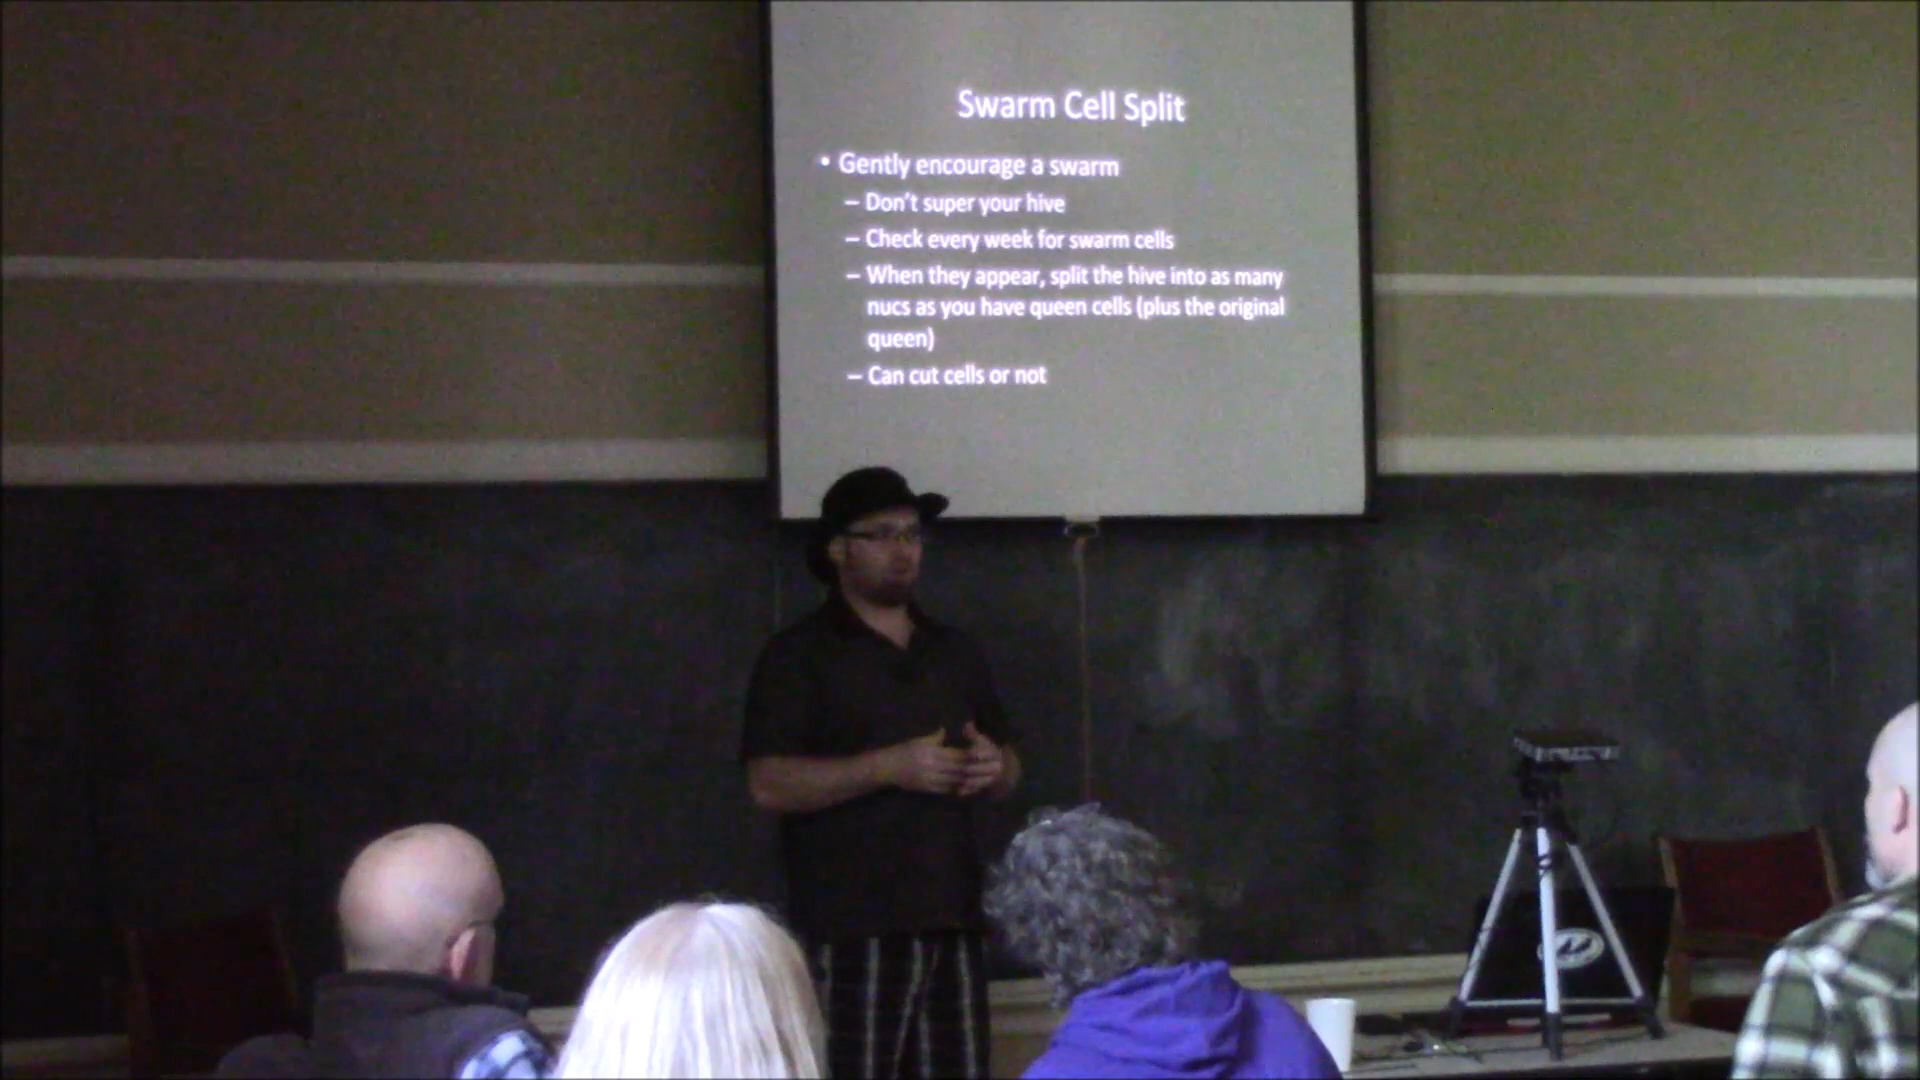 Swarm Cell Split
• Gently encourage a swarm
– Don't super your hive
– Check every week for swarm cells
– When they appear, split the hive into as many
nucs as you have queen cells (plus the original
queen)
– Can cut cells or not